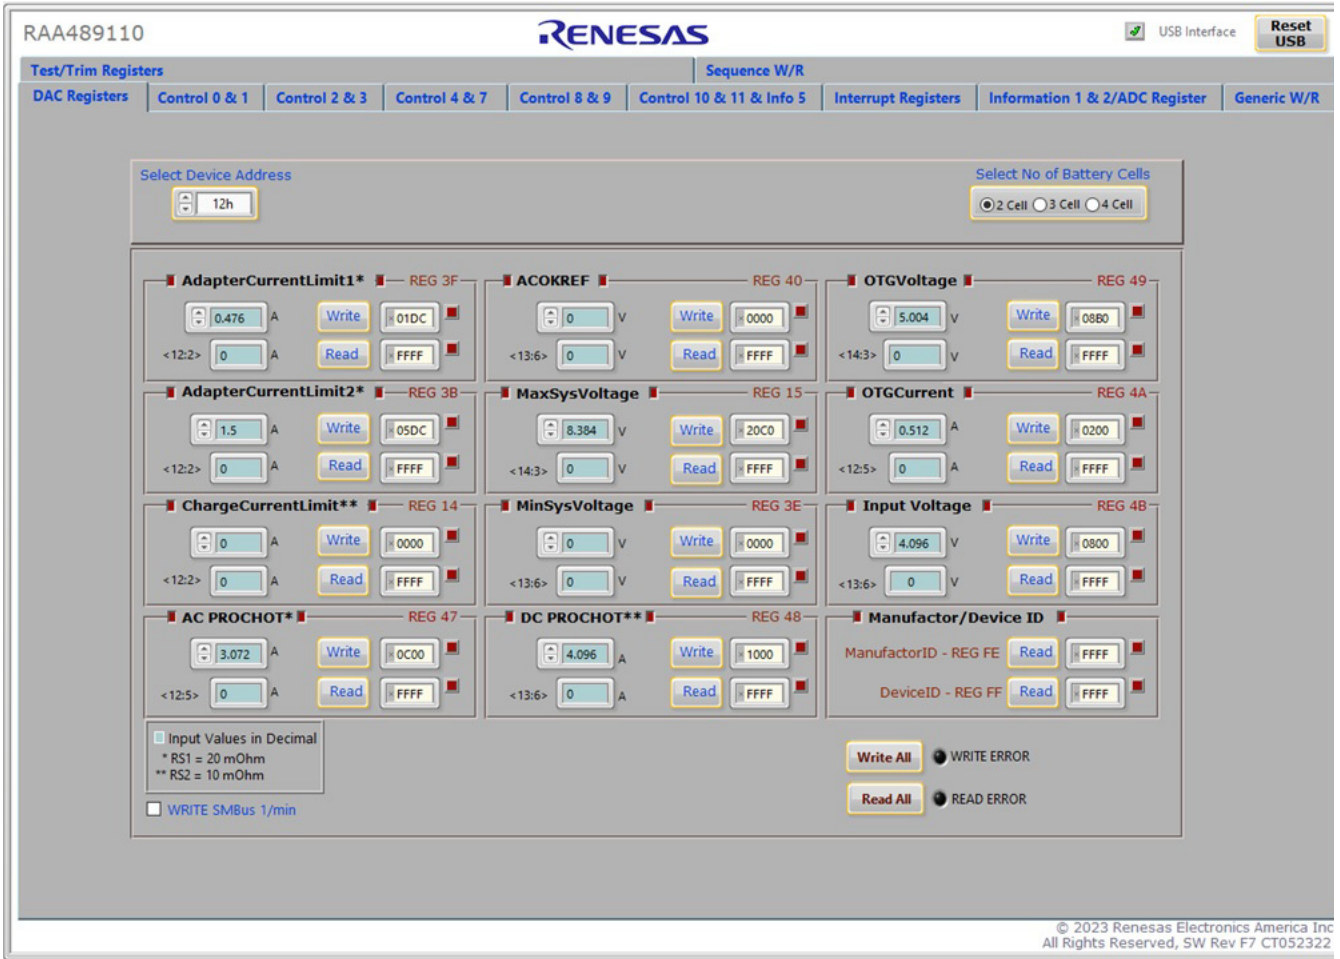 RAA489110
RENESAS
USB Interface
Reset USB
Test/Trim Registers
Sequence W/R
DAC Registers
Control 0 & 1
Control 2 & 3
Control 4 & 7
Control 8 & 9
Control 10 & 11 & Info 5
Interrupt Registers
Information 1 & 2/ADC Register
Generic W/R
Select Device Address
12h
Select No of Battery Cells
2 Cell 3 Cell 4 Cell
AdapterCurrentLimit1* REG 3F
0.476 A Write 01DC
<12:2> 0 A Read FFFF
ACOKREF REG 40
0 V Write 0000
<13:6> 0 V Read FFFF
OTGVoltage REG 49
5.004 V Write 08B0
<14:3> 0 V Read FFFF
AdapterCurrentLimit2* REG 3B
1.5 A Write 05DC
<12:2> 0 A Read FFFF
MaxSysVoltage REG 15
8.384 V Write 20C0
<14:3> 0 V Read FFFF
OTGCurrent REG 4A
0.512 A Write 0200
<12:5> 0 A Read FFFF
ChargeCurrentLimit** REG 14
0 A Write 0000
<12:2> 0 A Read FFFF
MinSysVoltage REG 3E
0 V Write 0000
<13:6> 0 V Read FFFF
Input Voltage REG 4B
4.096 V Write 0800
<13:6> 0 V Read FFFF
AC PROCHOT* REG 47
3.072 A Write 0C00
<12:5> 0 A Read FFFF
DC PROCHOT** REG 48
4.096 A Write 1000
<13:6> 0 A Read FFFF
Manufactor/Device ID
ManufactorID - REG FE Read FFFF
DeviceID - REG FF Read FFFF
Input Values in Decimal
* RS1 = 20 mOhm
** RS2 = 10 mOhm
WRITE SMBus 1/min
Write All WRITE ERROR
Read All READ ERROR
© 2023 Renesas Electronics America Inc
All Rights Reserved, SW Rev F7 CT052322